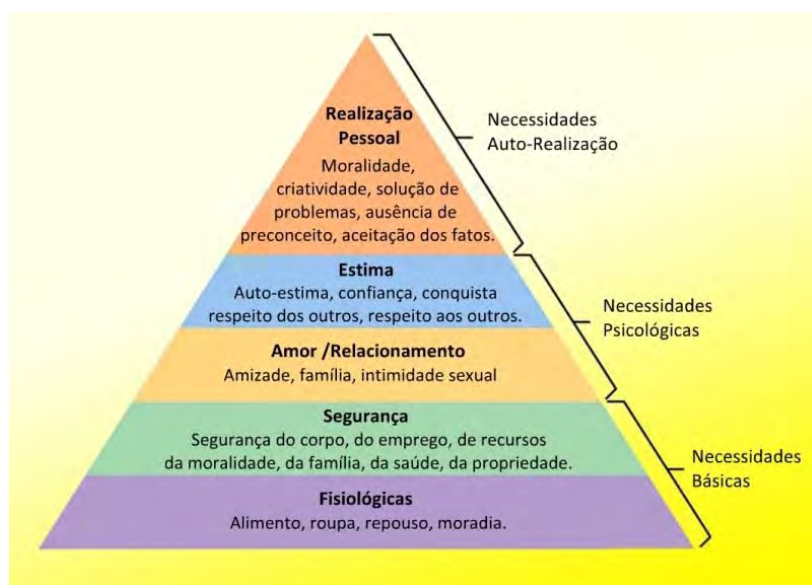 Realização
Pessoal
Moralidade,
criatividade, solução de
problemas, ausência de
preconceito, aceitação dos fatos.
Necessidades
Auto-Realização
Estima
Auto-estima, confiança, conquista
respeito dos outros, respeito aos outros.
Necessidades
Psicológicas
Amor /Relacionamento
Amizade, família, intimidade sexual
Segurança
Segurança do corpo, do emprego, de recursos
da moralidade, da família, da saúde, da propriedade.
Necessidades
Básicas
Fisiológicas
Alimento, roupa, repouso, moradia.